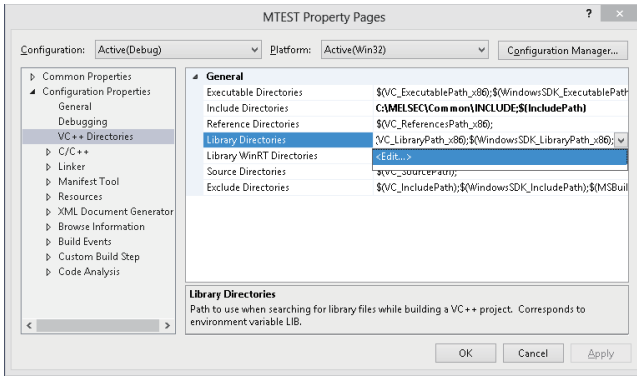 MTEST Property Pages
? ×
Configuration: Active(Debug) Platform: Active(Win32) Configuration Manager...
Common Properties
Configuration Properties
General
Debugging
VC++ Directories
C/C++
Linker
Manifest Tool
Resources
XML Document Generator
Browse Information
Build Events
Custom Build Step
Code Analysis
General
Executable Directories $(VC_ExecutablePath_x86);$(WindowsSDK_ExecutablePath
Include Directories C:\MELSEC\Common\INCLUDE;$(IncludePath)
Reference Directories $(VC_ReferencesPath_x86);
Library Directories VC_LibraryPath_x86);$(WindowsSDK_LibraryPath_x86);
<Edit...>
Library WinRT Directories
Source Directories $(VC_SourcePath);
Exclude Directories $(VC_IncludePath);$(WindowsSDK_IncludePath);$(MSBuil
Library Directories
Path to use when searching for library files while building a VC++ project. Corresponds to
environment variable LIB.
OK Cancel Apply